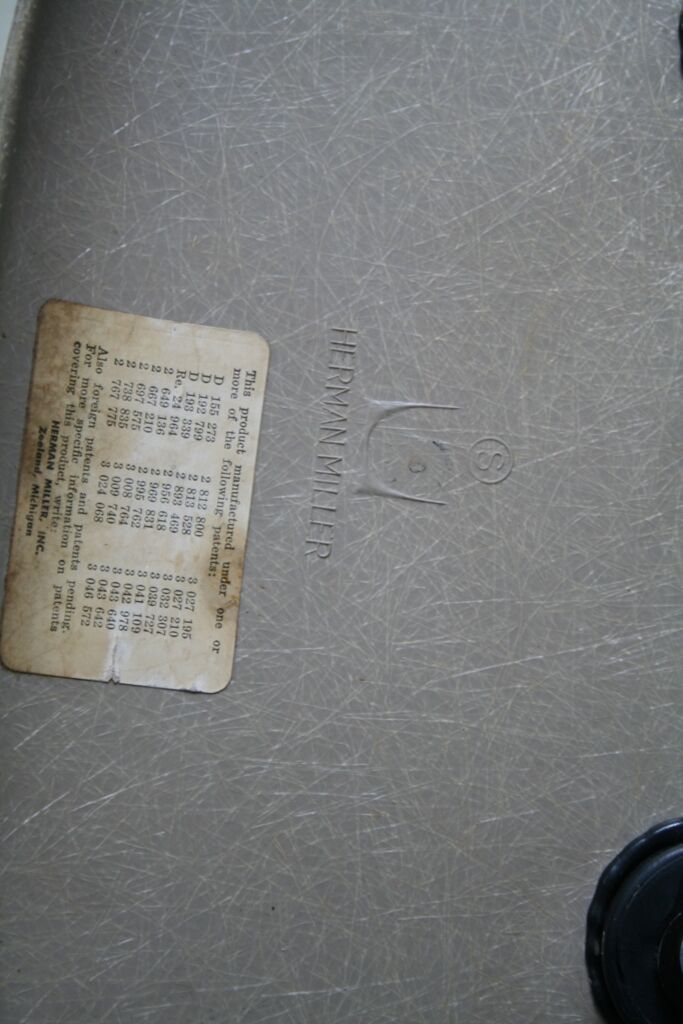 Ⓢ
HERMAN MILLER
This product manufactured under one or
more of the following patents:
D 155 273 2 812 800 3 027 195
D 192 799 2 813 528 3 027 210
D 193 339 2 893 469 3 032 307
Re. 24 964 2 956 618 3 039 727
2 649 136 2 969 831 3 041 109
2 667 210 2 995 762 3 042 978
2 697 575 3 008 764 3 043 640
2 738 835 3 009 740 3 043 642
2 767 775 3 024 068 3 046 572
Also foreign patents and patents pending.
For more specific information on patents
covering this product, write:
HERMAN MILLER, INC.
Zeeland, Michigan